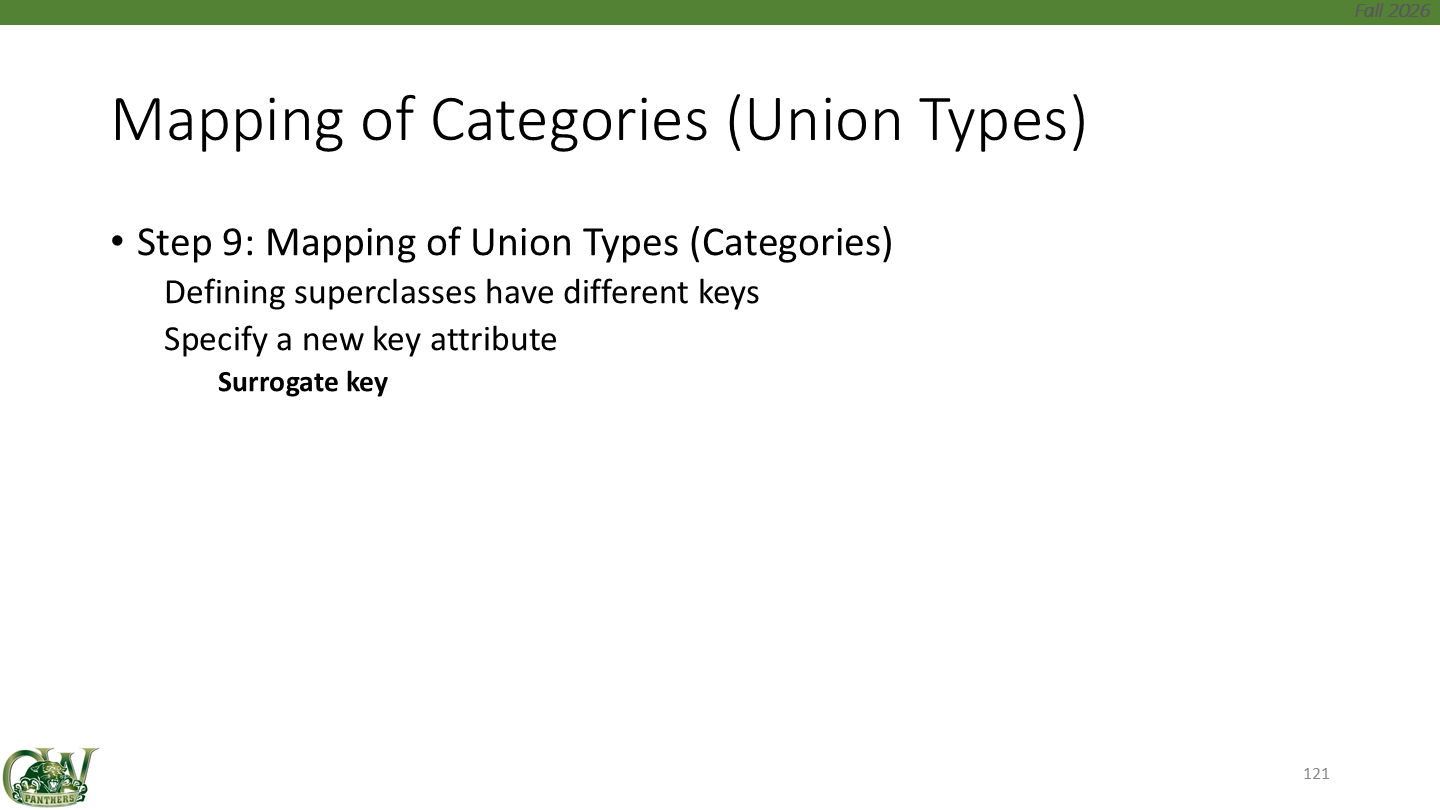 Fall 2026
Mapping of Categories (Union Types)
• Step 9: Mapping of Union Types (Categories)
Defining superclasses have different keys
Specify a new key attribute
Surrogate key
OW
PANTHERS
121